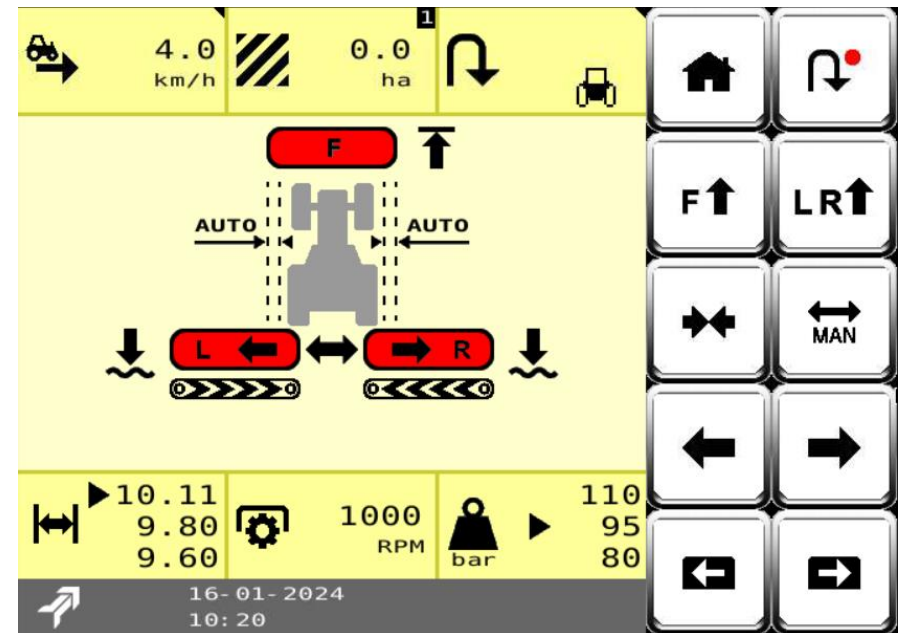 1
4.0
km/h
0.0
ha
F
AUTO
AUTO
L
R
10.11
9.80
9.60
1000
RPM
bar
110
95
80
16-01-2024
10:20
F
LR
MAN